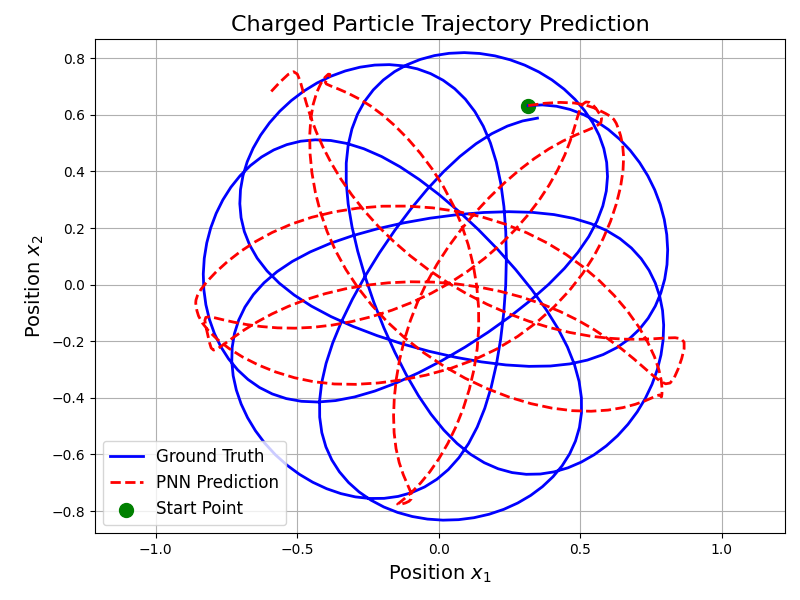 Charged Particle Trajectory Prediction
Position x₂
0.8
0.6
0.4
0.2
0.0
−0.2
−0.4
−0.6
−0.8
Ground Truth
PNN Prediction
Start Point
−1.0 −0.5 0.0 0.5 1.0
Position x₁